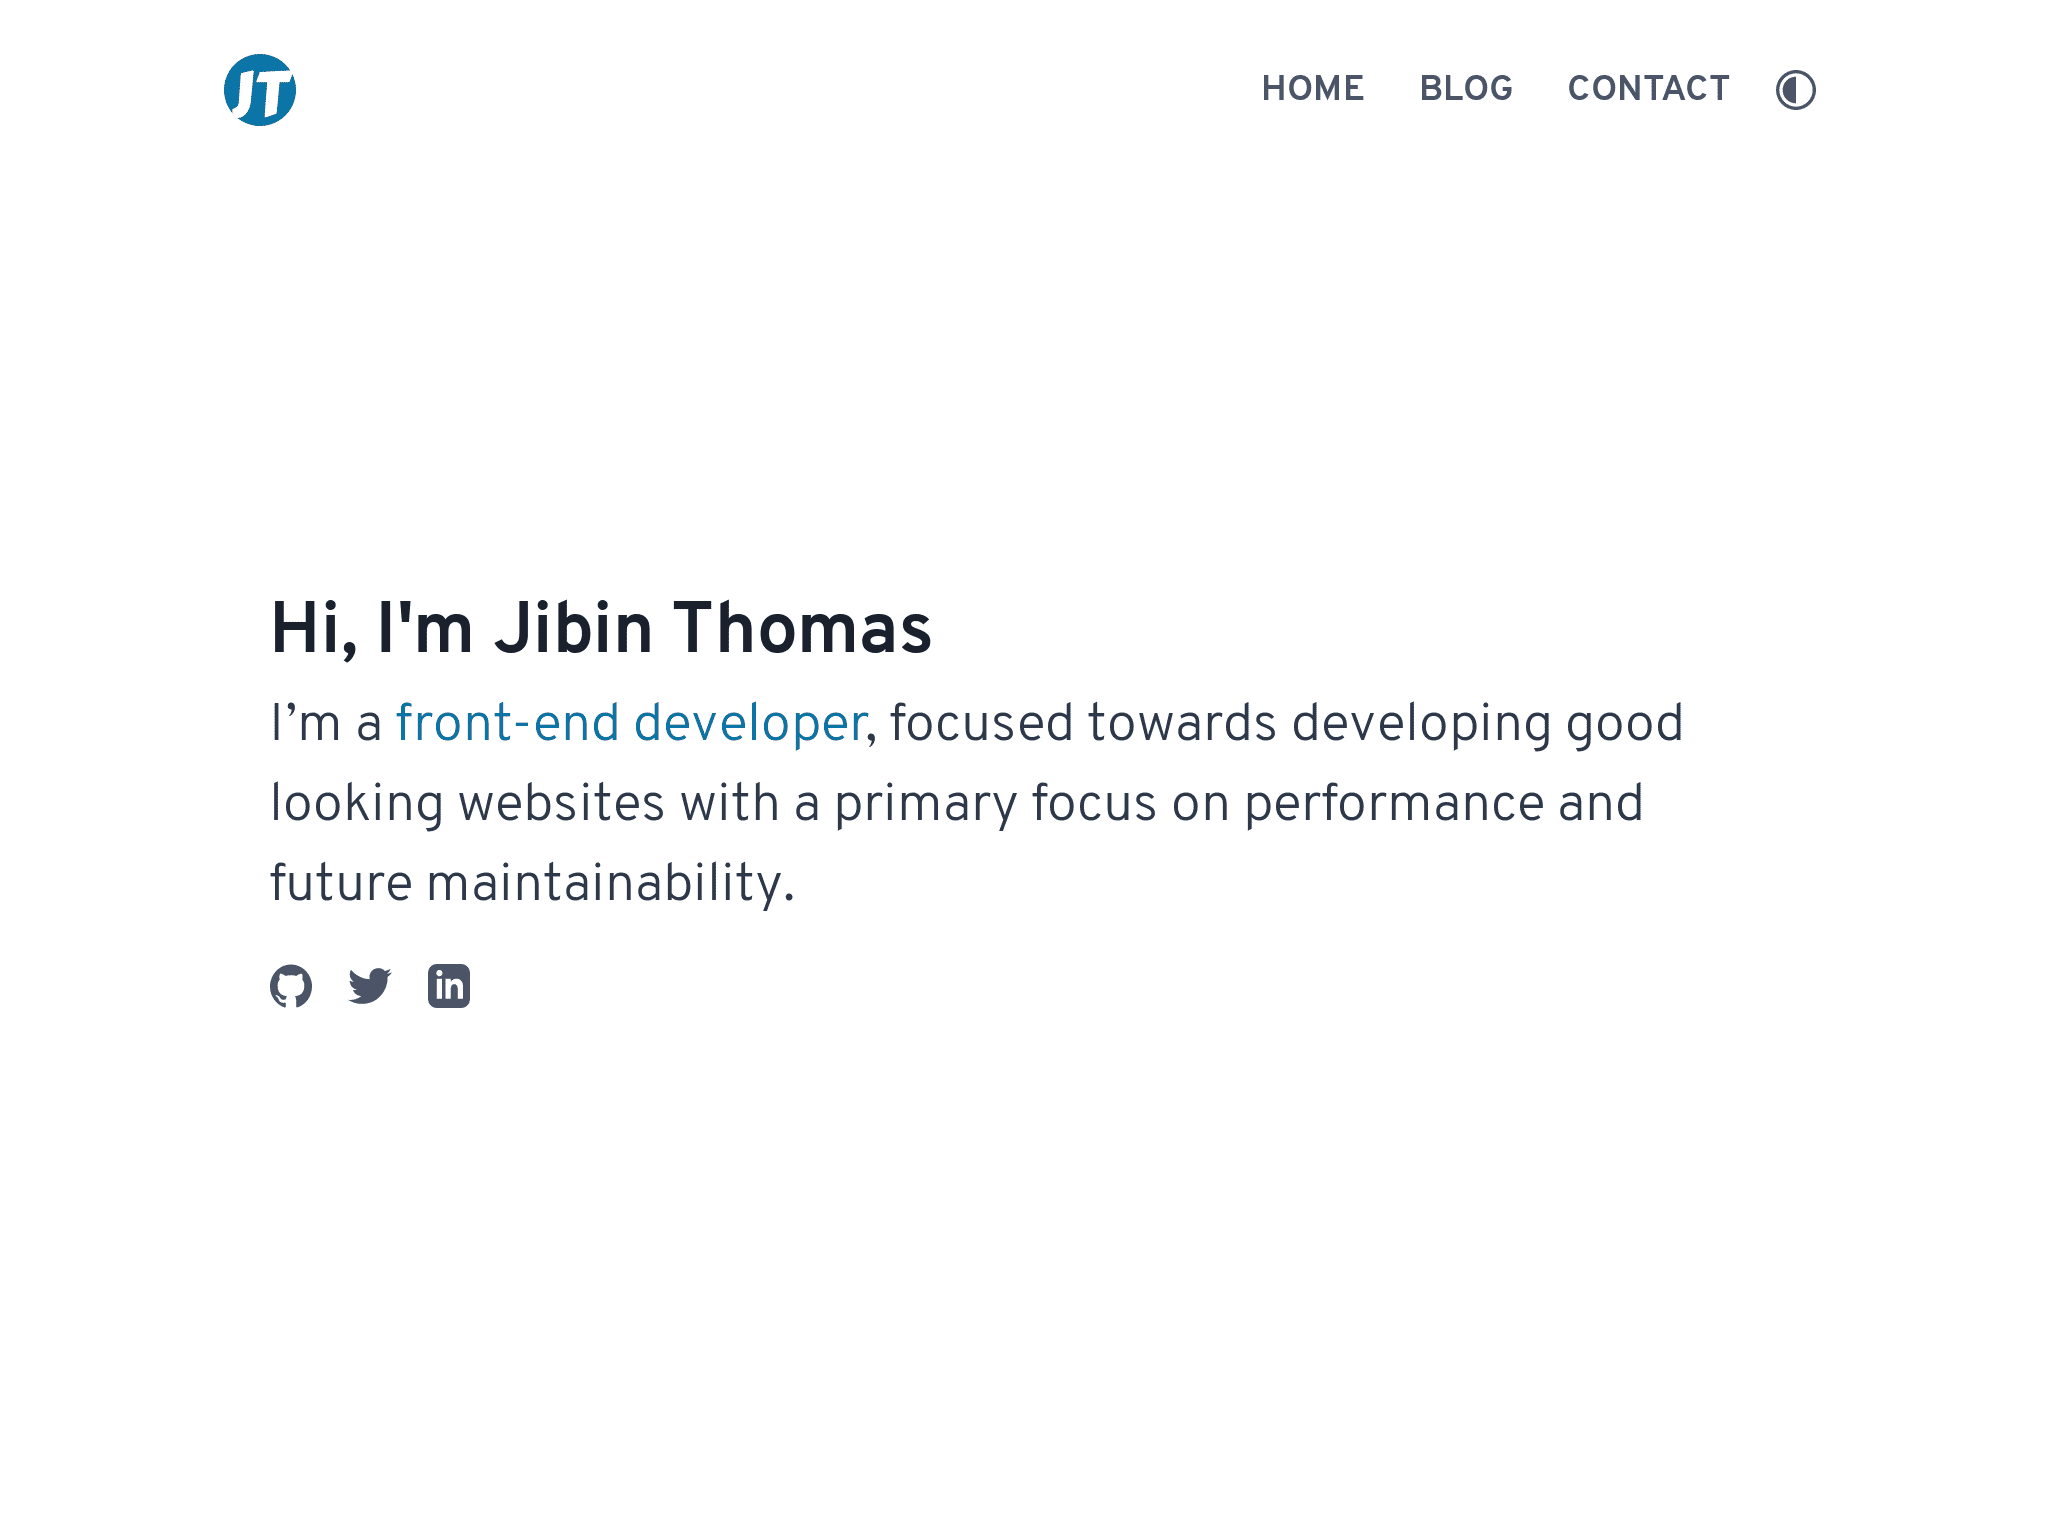 JT
HOME BLOG CONTACT
Hi, I'm Jibin Thomas
I’m a front-end developer, focused towards developing good
looking websites with a primary focus on performance and
future maintainability.
in